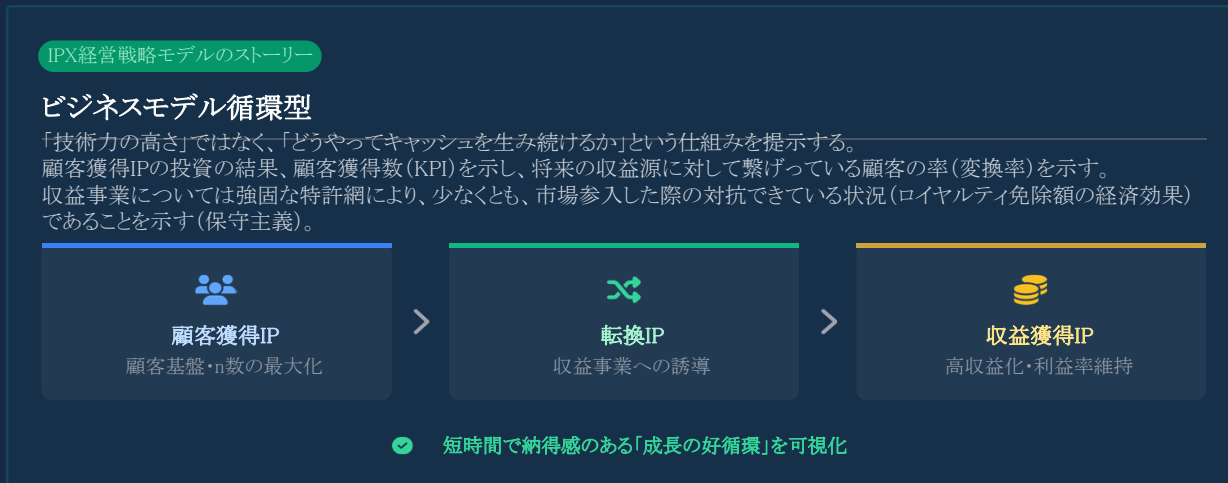 IPX経営戦略モデルのストーリー
ビジネスモデル循環型
「技術力の高さ」ではなく、「どうやってキャッシュを生み続けるか」という仕組みを提示する。
顧客獲得IPの投資の結果、顧客獲得数(KPI)を示し、将来の収益源に対して繋げっている顧客の率(変換率)を示す。
収益事業については強固な特許網により、少なくとも、市場参入した際の対抗できている状況(ロイヤルティ免除額の経済効果)
であることを示す(保守主義)。
顧客獲得IP
顧客基盤・n数の最大化
転換IP
収益事業への誘導
収益獲得IP
高収益化・利益率維持
短時間で納得感のある「成長の好循環」を可視化